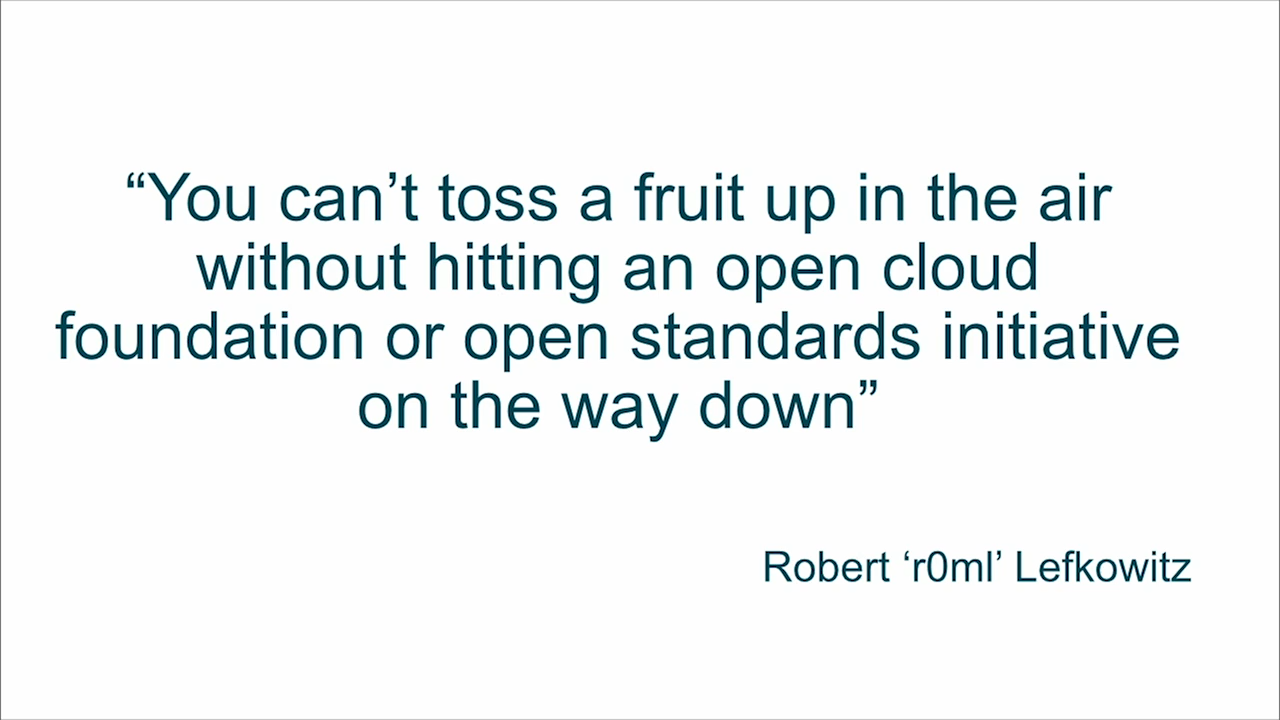 “You can’t toss a fruit up in the air
without hitting an open cloud
foundation or open standards initiative
on the way down”
Robert ‘r0ml’ Lefkowitz